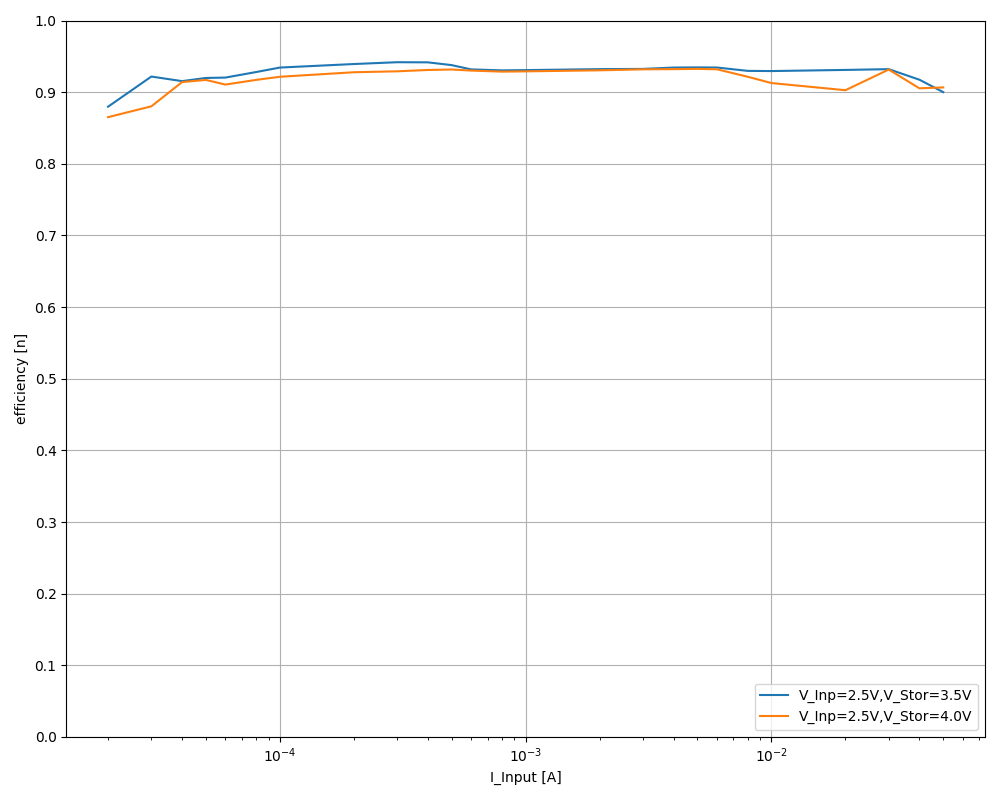 1.0
0.9
0.8
0.7
0.6
0.5
0.4
0.3
0.2
0.1
0.0
efficiency [n]
V_Inp=2.5V,V_Stor=3.5V
V_Inp=2.5V,V_Stor=4.0V
10⁻⁴ 10⁻³ 10⁻²
I_Input [A]